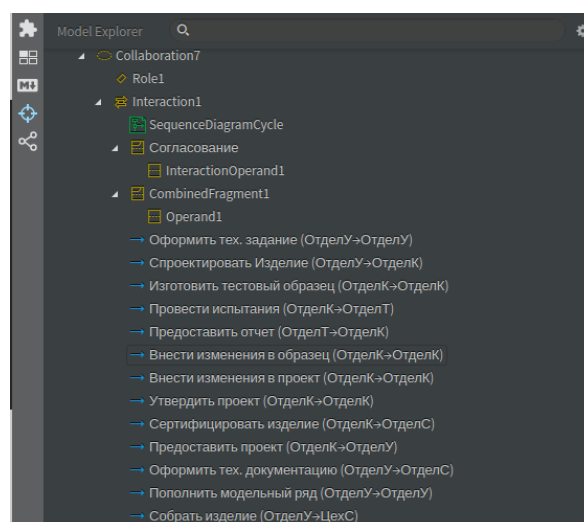 Model Explorer
M
Collaboration7
Role1
Interaction1
SequenceDiagramCycle
Согласование
InteractionOperand1
CombinedFragment1
Operand1
Оформить тех. задание (ОтделУ→ОтделУ)
Спроектировать Изделие (ОтделУ→ОтделК)
Изготовить тестовый образец (ОтделК→ОтделК)
Провести испытания (ОтделК→ОтделТ)
Предоставить отчет (ОтделТ→ОтделК)
Внести изменения в образец (ОтделК→ОтделК)
Внести изменения в проект (ОтделК→ОтделК)
Утвердить проект (ОтделК→ОтделК)
Сертифицировать изделие (ОтделК→ОтделС)
Предоставить проект (ОтделК→ОтделУ)
Оформить тех. документацию (ОтделУ→ОтделС)
Пополнить модельный ряд (ОтделУ→ОтделУ)
Собрать изделие (ОтделУ→ЦехС)